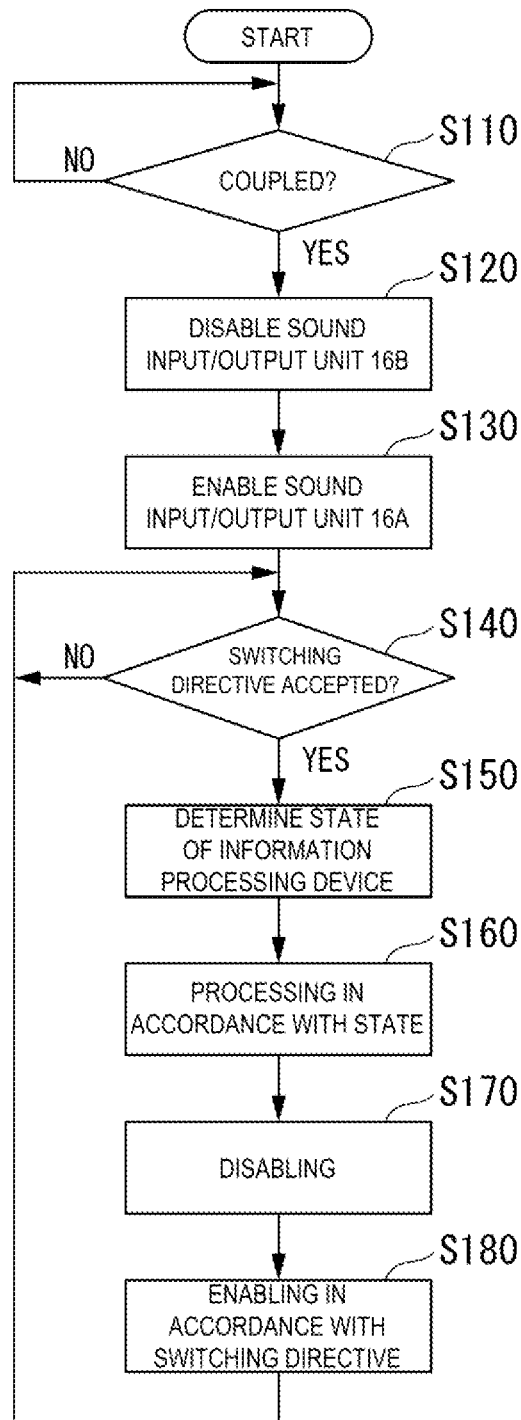 START
S110
NO
COUPLED?
YES
S120
DISABLE SOUND
INPUT/OUTPUT UNIT 16B
S130
ENABLE SOUND
INPUT/OUTPUT UNIT 16A
S140
NO
SWITCHING
DIRECTIVE ACCEPTED?
YES
S150
DETERMINE STATE
OF INFORMATION
PROCESSING DEVICE
S160
PROCESSING IN
ACCORDANCE WITH STATE
S170
DISABLING
S180
ENABLING IN
ACCORDANCE WITH
SWITCHING DIRECTIVE